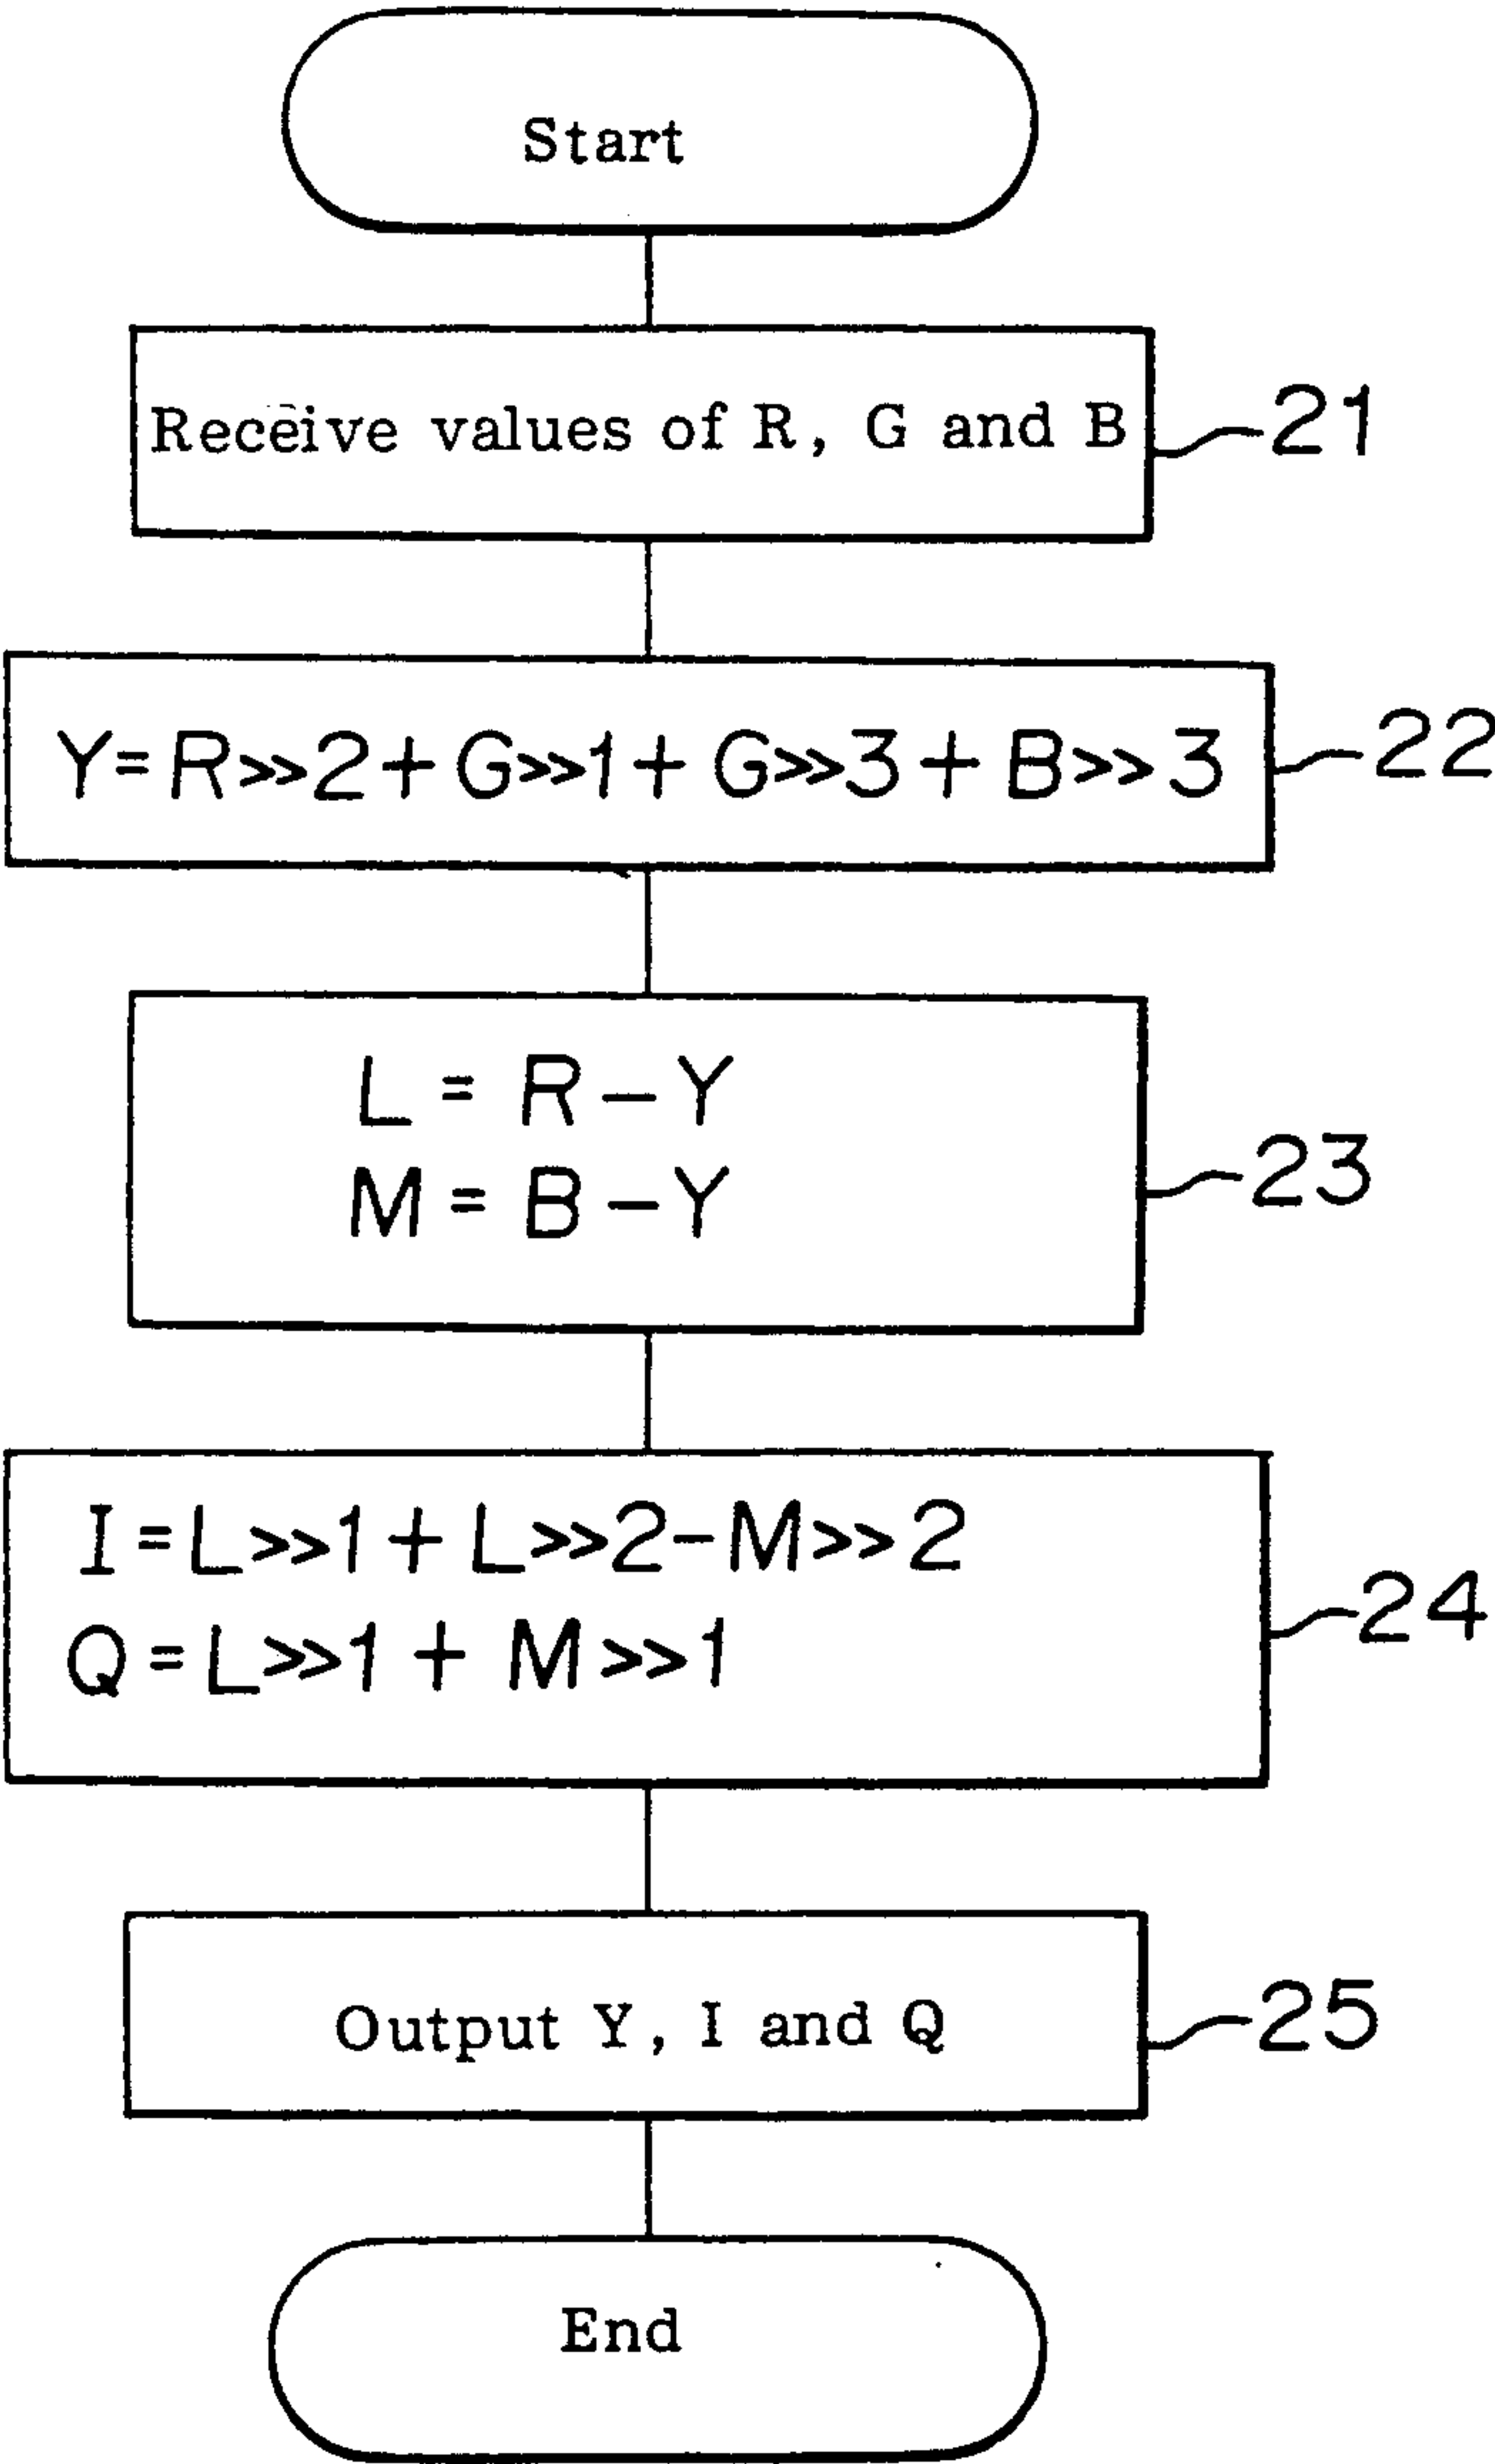 Start
Receive values of R, G and B
21
Y=R>>2+G>>1+G>>3+B>>3
22
L=R-Y
M=B-Y
23
I=L>>1+L>>2-M>>2
Q=L>>1+M>>1
24
Output Y, I and Q
25
End